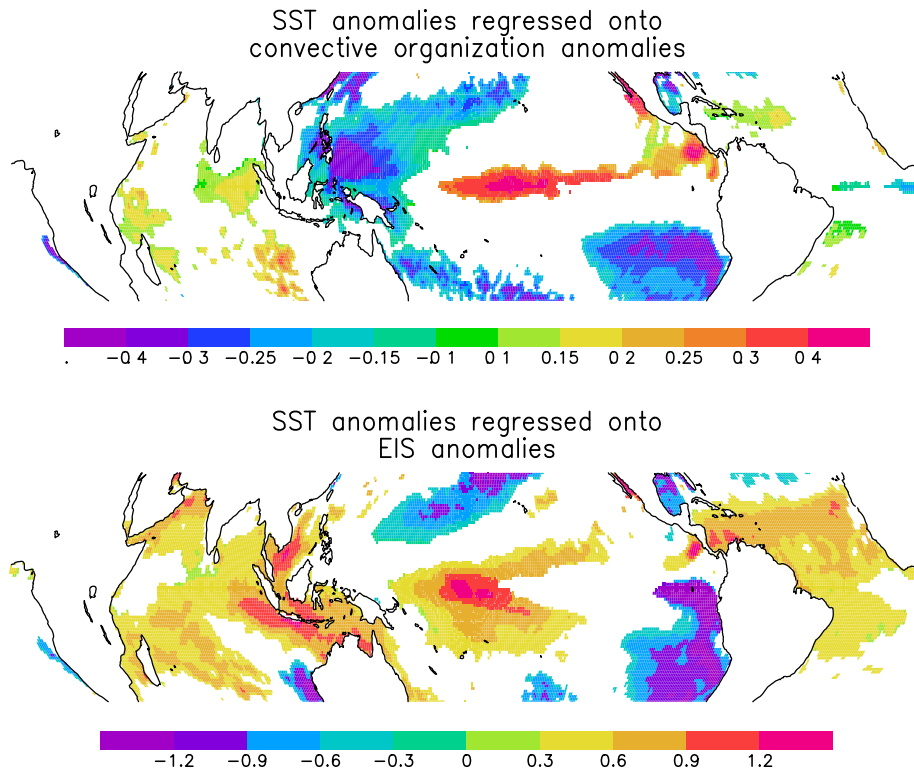 SST anomalies regressed onto
convective organization anomalies
. -0 4 -0 3 -0.25 -0 2 -0.15 -0 1 0 1 0.15 0 2 0.25 0 3 0 4
SST anomalies regressed onto
EIS anomalies
-1.2 -0.9 -0.6 -0.3 0 0.3 0.6 0.9 1.2